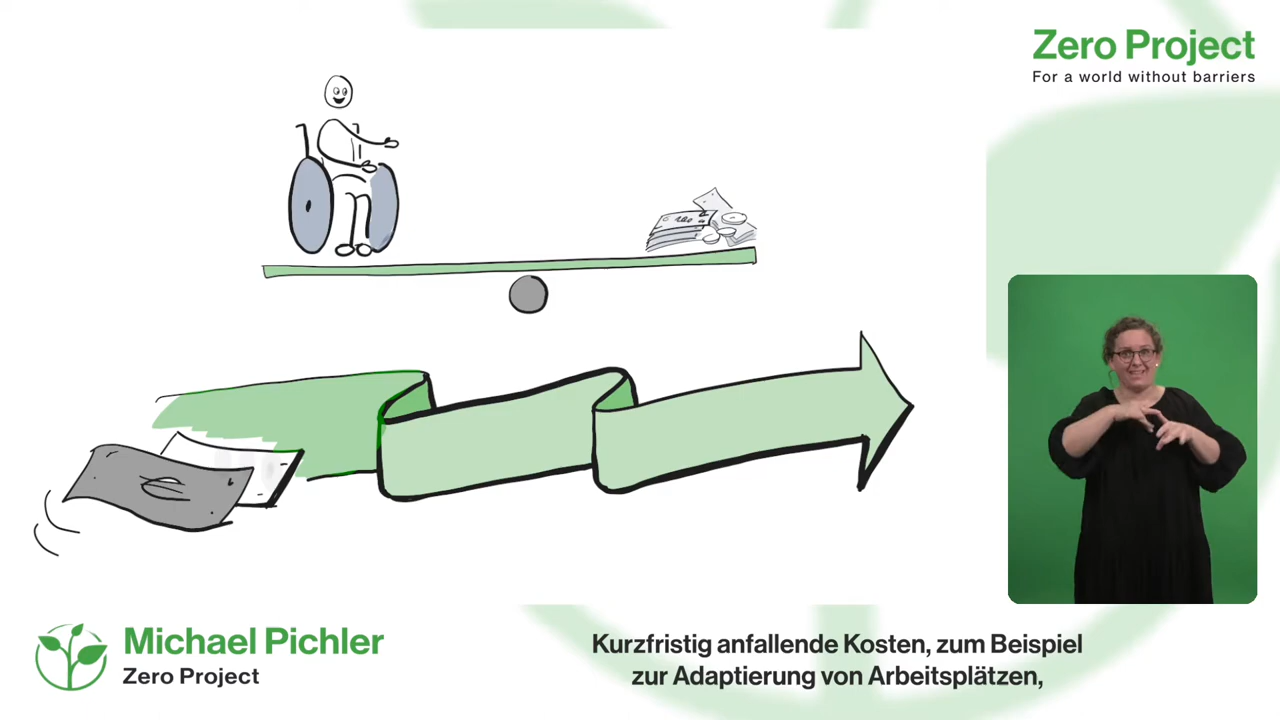 Zero Project
For a world without barriers
Michael Pichler
Zero Project
Kurzfristig anfallende Kosten, zum Beispiel
zur Adaptierung von Arbeitsplätzen,